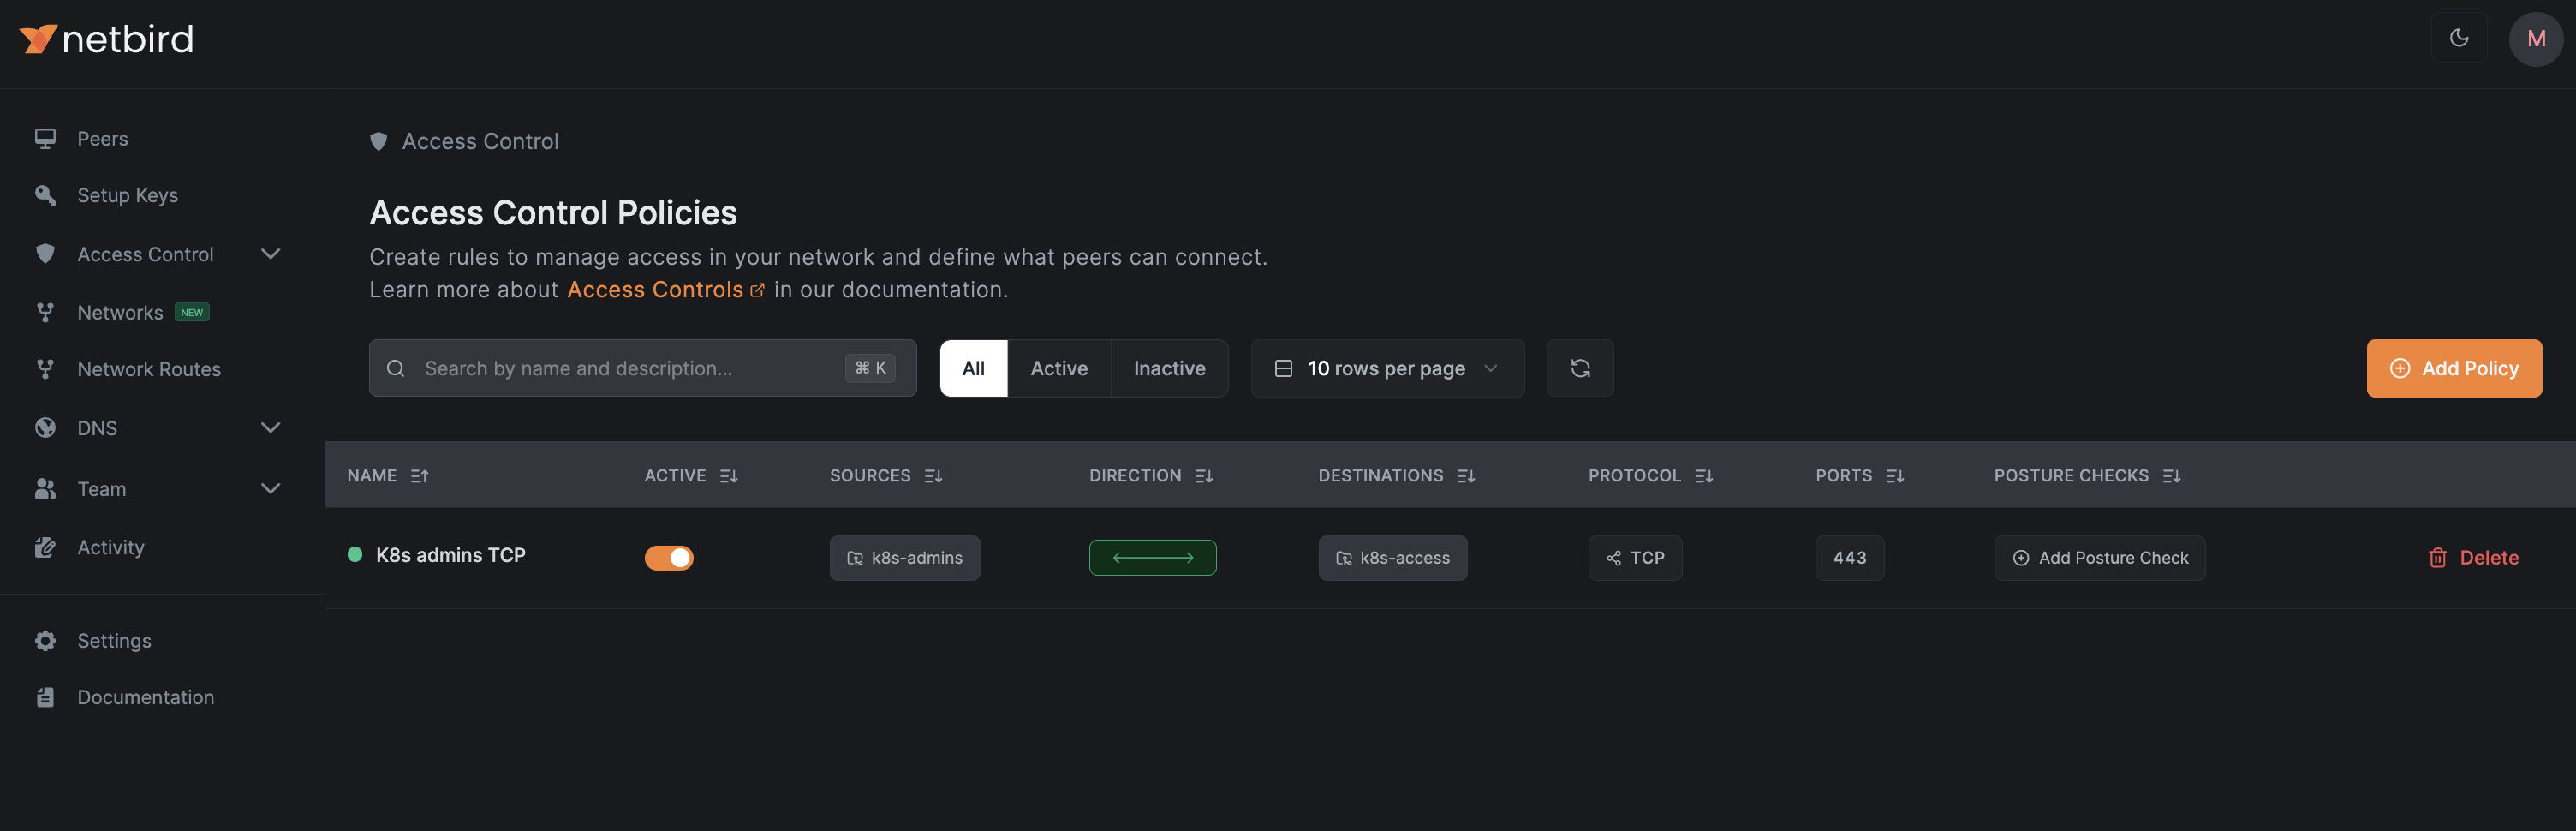 netbird
M
Peers
Setup Keys
Access Control
Networks NEW
Network Routes
DNS
Team
Activity
Settings
Documentation
Access Control
Access Control Policies
Create rules to manage access in your network and define what peers can connect.
Learn more about Access Controls in our documentation.
Search by name and description... ⌘ K
All Active Inactive
10 rows per page
Add Policy
NAME ACTIVE SOURCES DIRECTION DESTINATIONS PROTOCOL PORTS POSTURE CHECKS
K8s admins TCP k8s-admins k8s-access TCP 443 Add Posture Check Delete